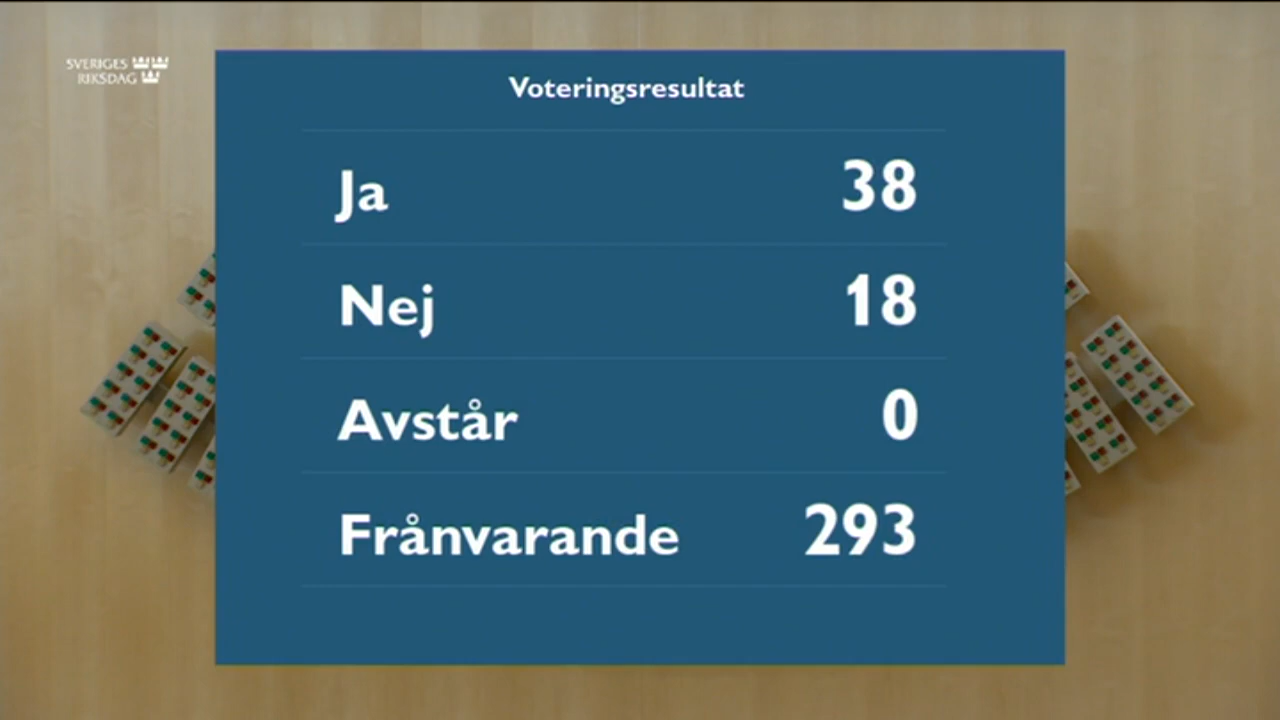 SVERIGES
RIKSDAG
Voteringsresultat
Ja 38
Nej 18
Avstår 0
Frånvarande 293